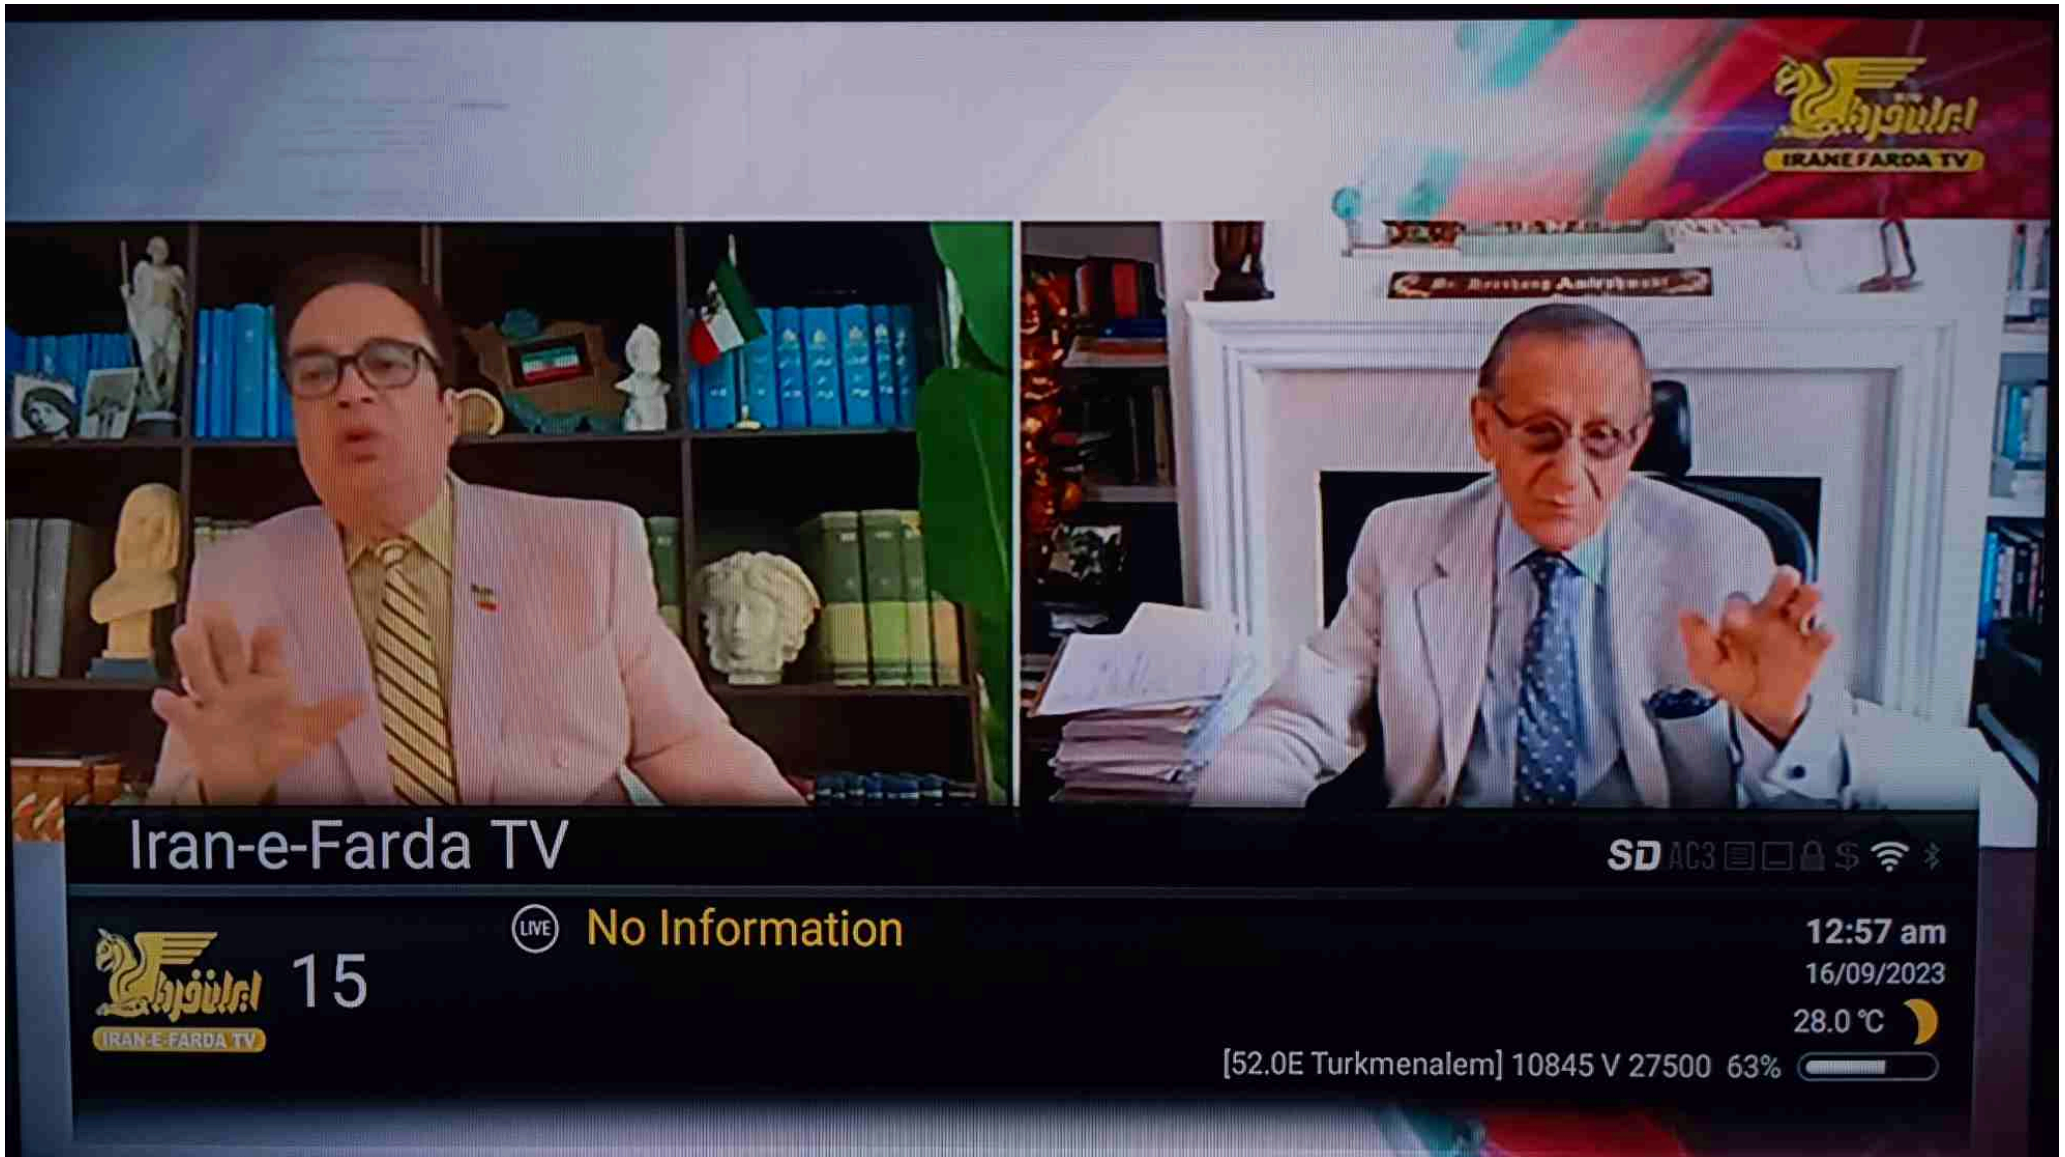 ایران فردا
IRANE FARDA TV
Amirahmadi
Iran-e-Farda TV
SD AC3 $
LIVE No Information
ایران فردا
IRAN-E-FARDA TV
15
12:57 am
16/09/2023
28.0 °C
[52.0E Turkmenalem] 10845 V 27500 63%